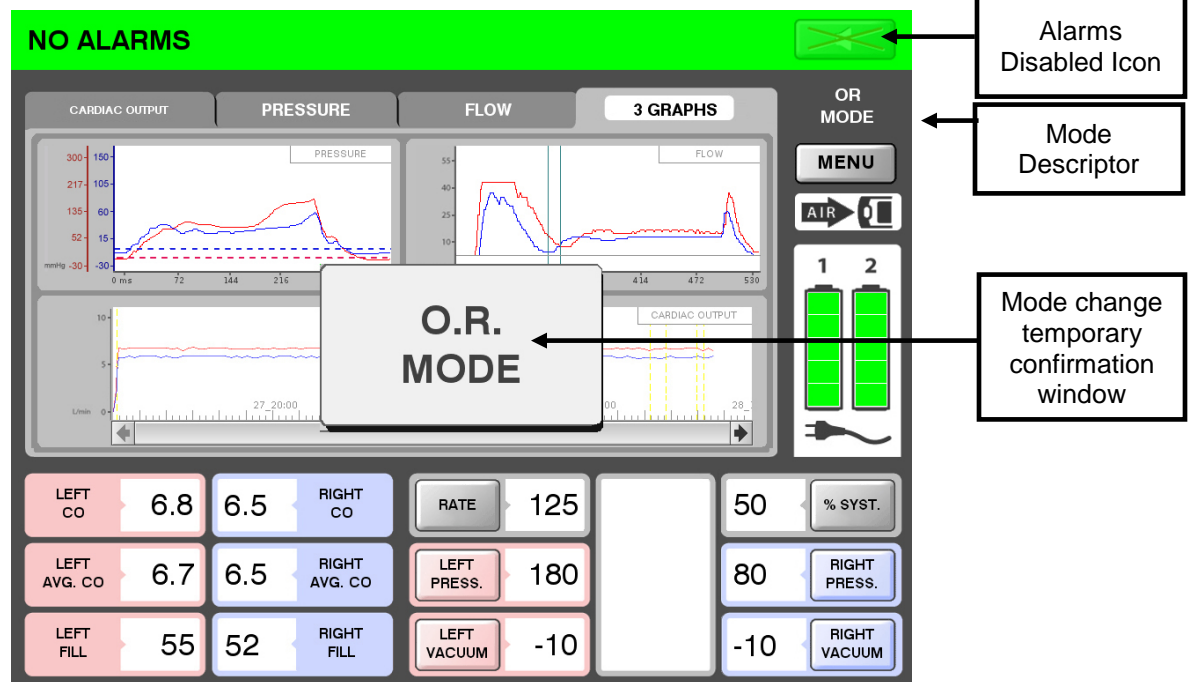 NO ALARMS
Alarms
Disabled Icon
CARDIAC OUTPUT
PRESSURE
FLOW
3 GRAPHS
OR
MODE
Mode
Descriptor
MENU
AIR
300
217
135
52
mmHg -30
150
105
60
15
-30
PRESSURE
0 ms 72 144 216
55
40
25
10
FLOW
414 472 530
1 2
O.R.
MODE
Mode change
temporary
confirmation
window
10
5
L/min 0
CARDIAC OUTPUT
27_20:00
00
28_
LEFT
CO
6.8
6.5
RIGHT
CO
RATE
125
50
% SYST.
LEFT
AVG. CO
6.7
6.5
RIGHT
AVG. CO
LEFT
PRESS.
180
80
RIGHT
PRESS.
LEFT
FILL
55
52
RIGHT
FILL
LEFT
VACUUM
-10
-10
RIGHT
VACUUM